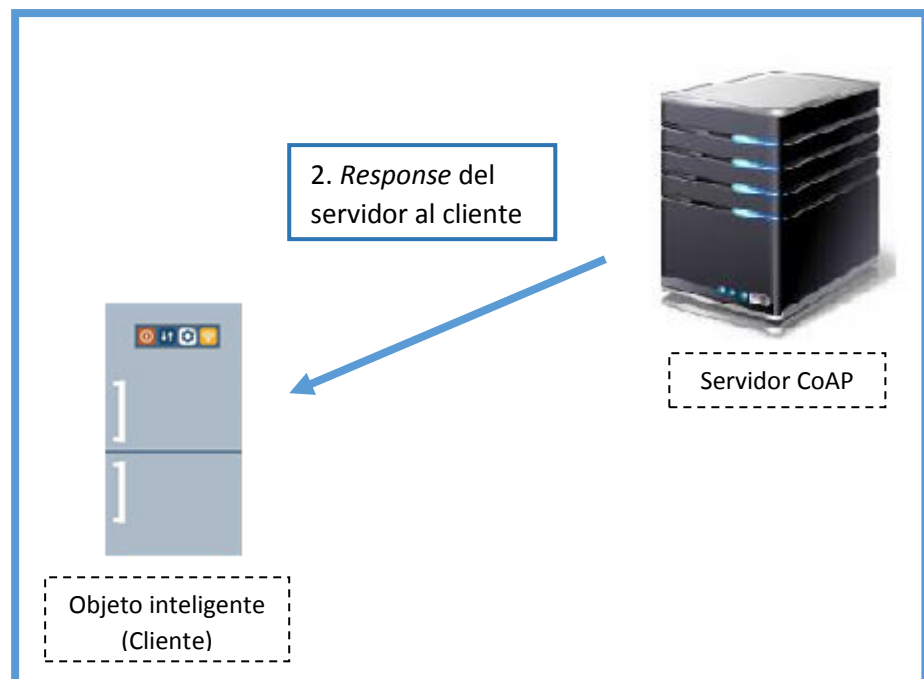 2. Response del
servidor al cliente
Servidor CoAP
Objeto inteligente
(Cliente)